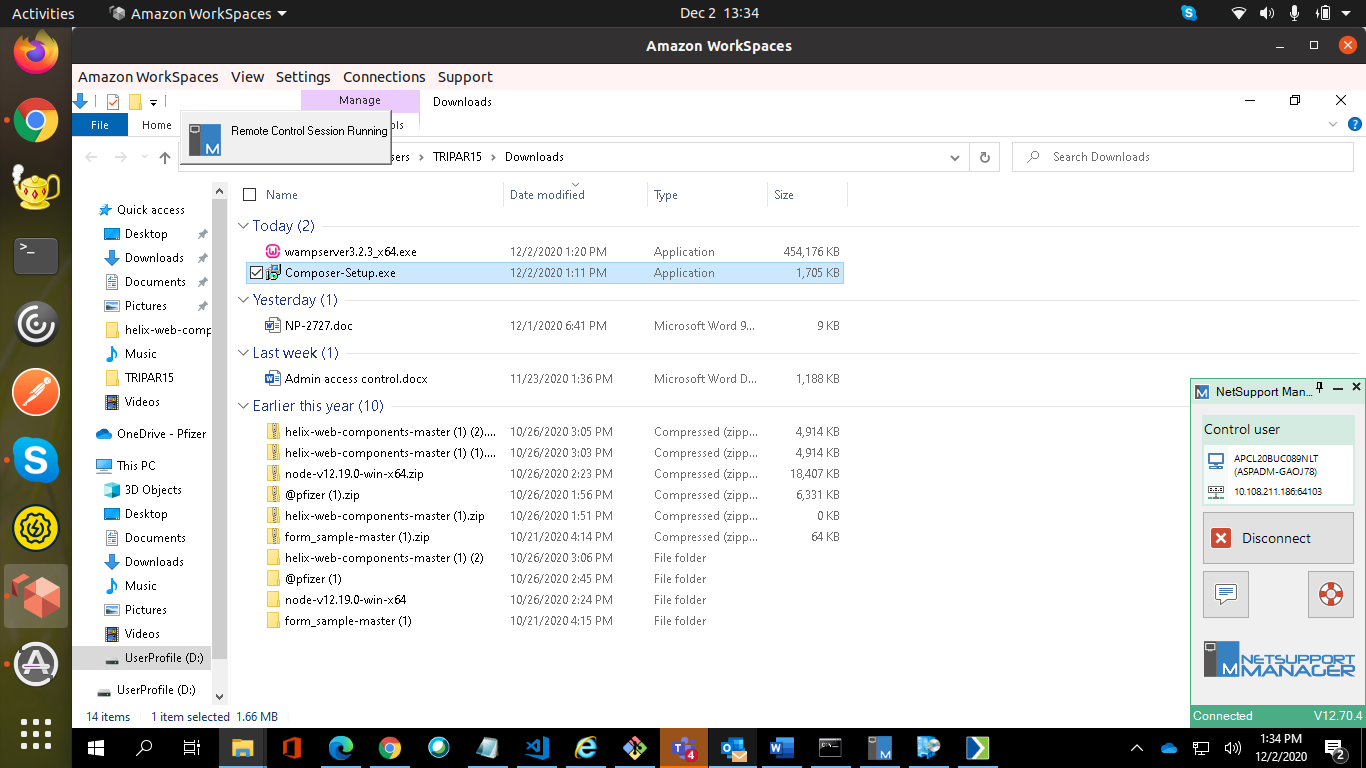 Activities
Amazon WorkSpaces
Dec 2 13:34
Amazon WorkSpaces
Amazon WorkSpaces View Settings Connections Support
Manage
Downloads
File
Home
ols
Remote Control Session Running
sers
TRIPAR15
Downloads
Search Downloads
Name Date modified Type Size
Quick access
Desktop
Downloads
Documents
Pictures
helix-web-comp
Music
TRIPAR15
Videos
OneDrive - Pfizer
This PC
3D Objects
Desktop
Documents
Downloads
Music
Pictures
Videos
UserProfile (D:)
UserProfile (D:)
Today (2)
wampserver3.2.3_x64.exe 12/2/2020 1:20 PM Application 454,176 KB
Composer-Setup.exe 12/2/2020 1:11 PM Application 1,705 KB
Yesterday (1)
NP-2727.doc 12/1/2020 6:41 PM Microsoft Word 9... 9 KB
Last week (1)
Admin access control.docx 11/23/2020 1:36 PM Microsoft Word D... 1,188 KB
Earlier this year (10)
helix-web-components-master (1) (2).... 10/26/2020 3:05 PM Compressed (zipp... 4,914 KB
helix-web-components-master (1) (1).... 10/26/2020 3:03 PM Compressed (zipp... 4,914 KB
node-v12.19.0-win-x64.zip 10/26/2020 2:23 PM Compressed (zipp... 18,407 KB
@pfizer (1).zip 10/26/2020 1:56 PM Compressed (zipp... 6,331 KB
helix-web-components-master (1).zip 10/26/2020 1:51 PM Compressed (zipp... 0 KB
form_sample-master (1).zip 10/21/2020 4:14 PM Compressed (zipp... 64 KB
helix-web-components-master (1) (2) 10/26/2020 3:06 PM File folder
@pfizer (1) 10/26/2020 2:45 PM File folder
node-v12.19.0-win-x64 10/26/2020 2:24 PM File folder
form_sample-master (1) 10/21/2020 4:15 PM File folder
NetSupport Man...
Control user
APCL20BUC089NLT
(ASPADM-GAOJ78)
10.108.211.186:64103
Disconnect
NETSUPPORT
MANAGER
Connected V12.70.4
14 items 1 item selected 1.66 MB
4
1:34 PM
12/2/2020
2